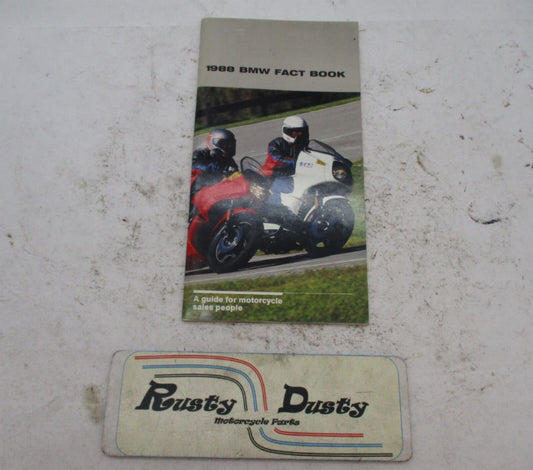 1988 BMW FACT BOOK
A guide for motorcycle
sales people
Rusty Dusty
Motorcycle Parts